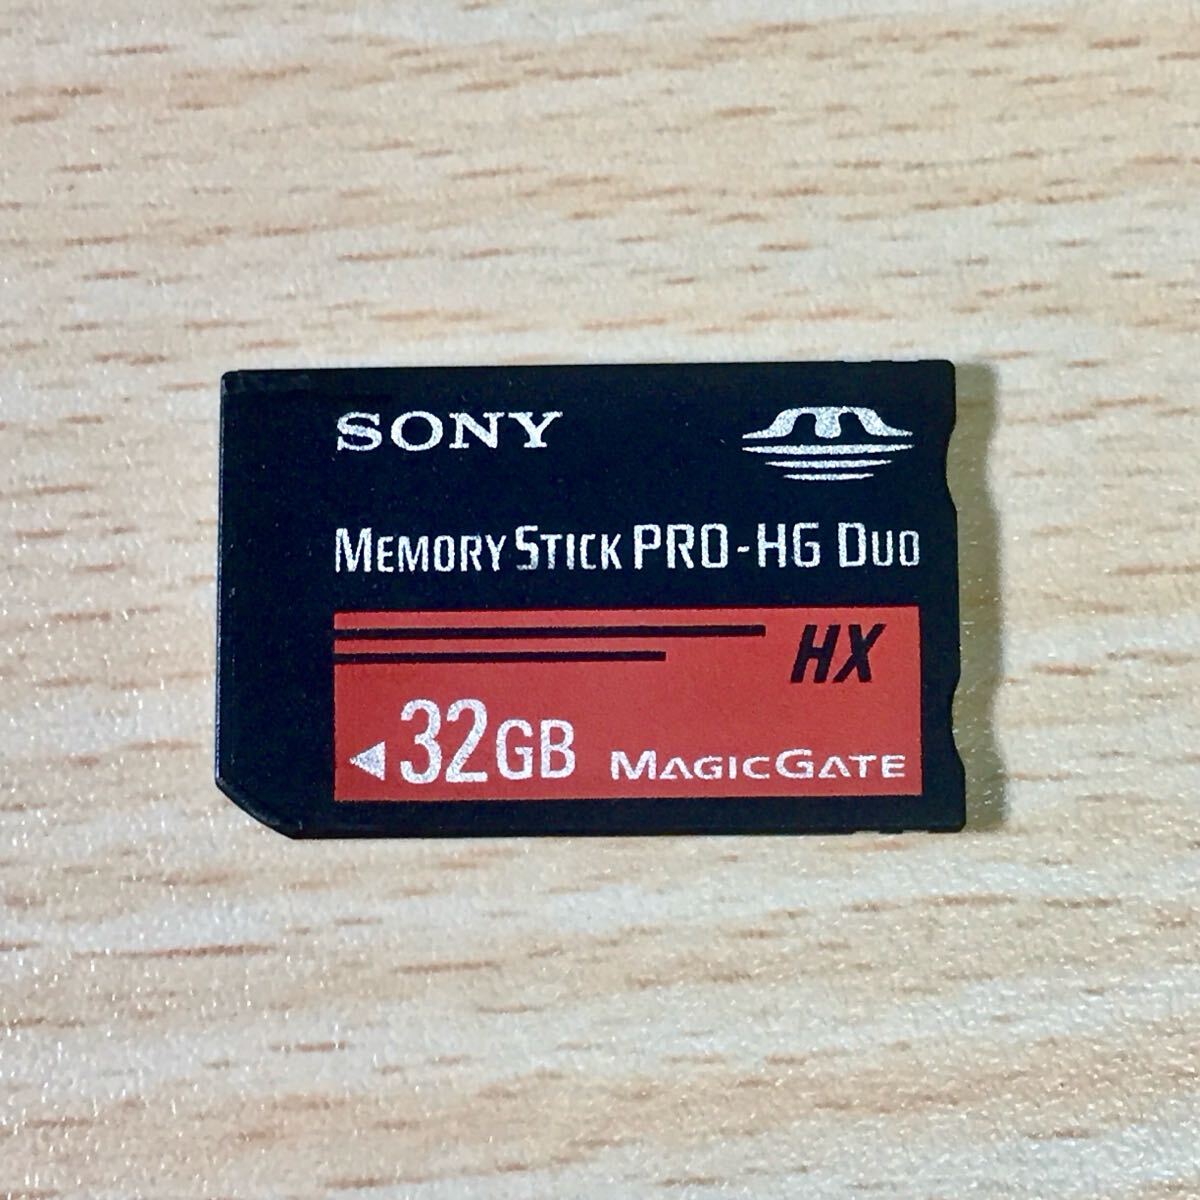 SONY
MEMORY STICK PRO-HG DUO
HX
32GB MAGICGATE